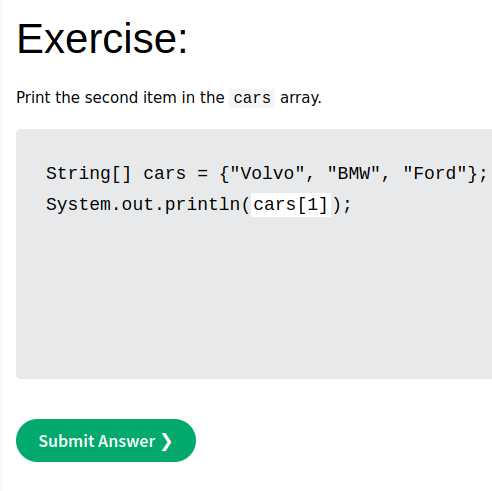 Exercise:
Print the second item in the cars array.
String[] cars = {"Volvo", "BMW", "Ford"};
System.out.println(cars[1]);
Submit Answer ❯